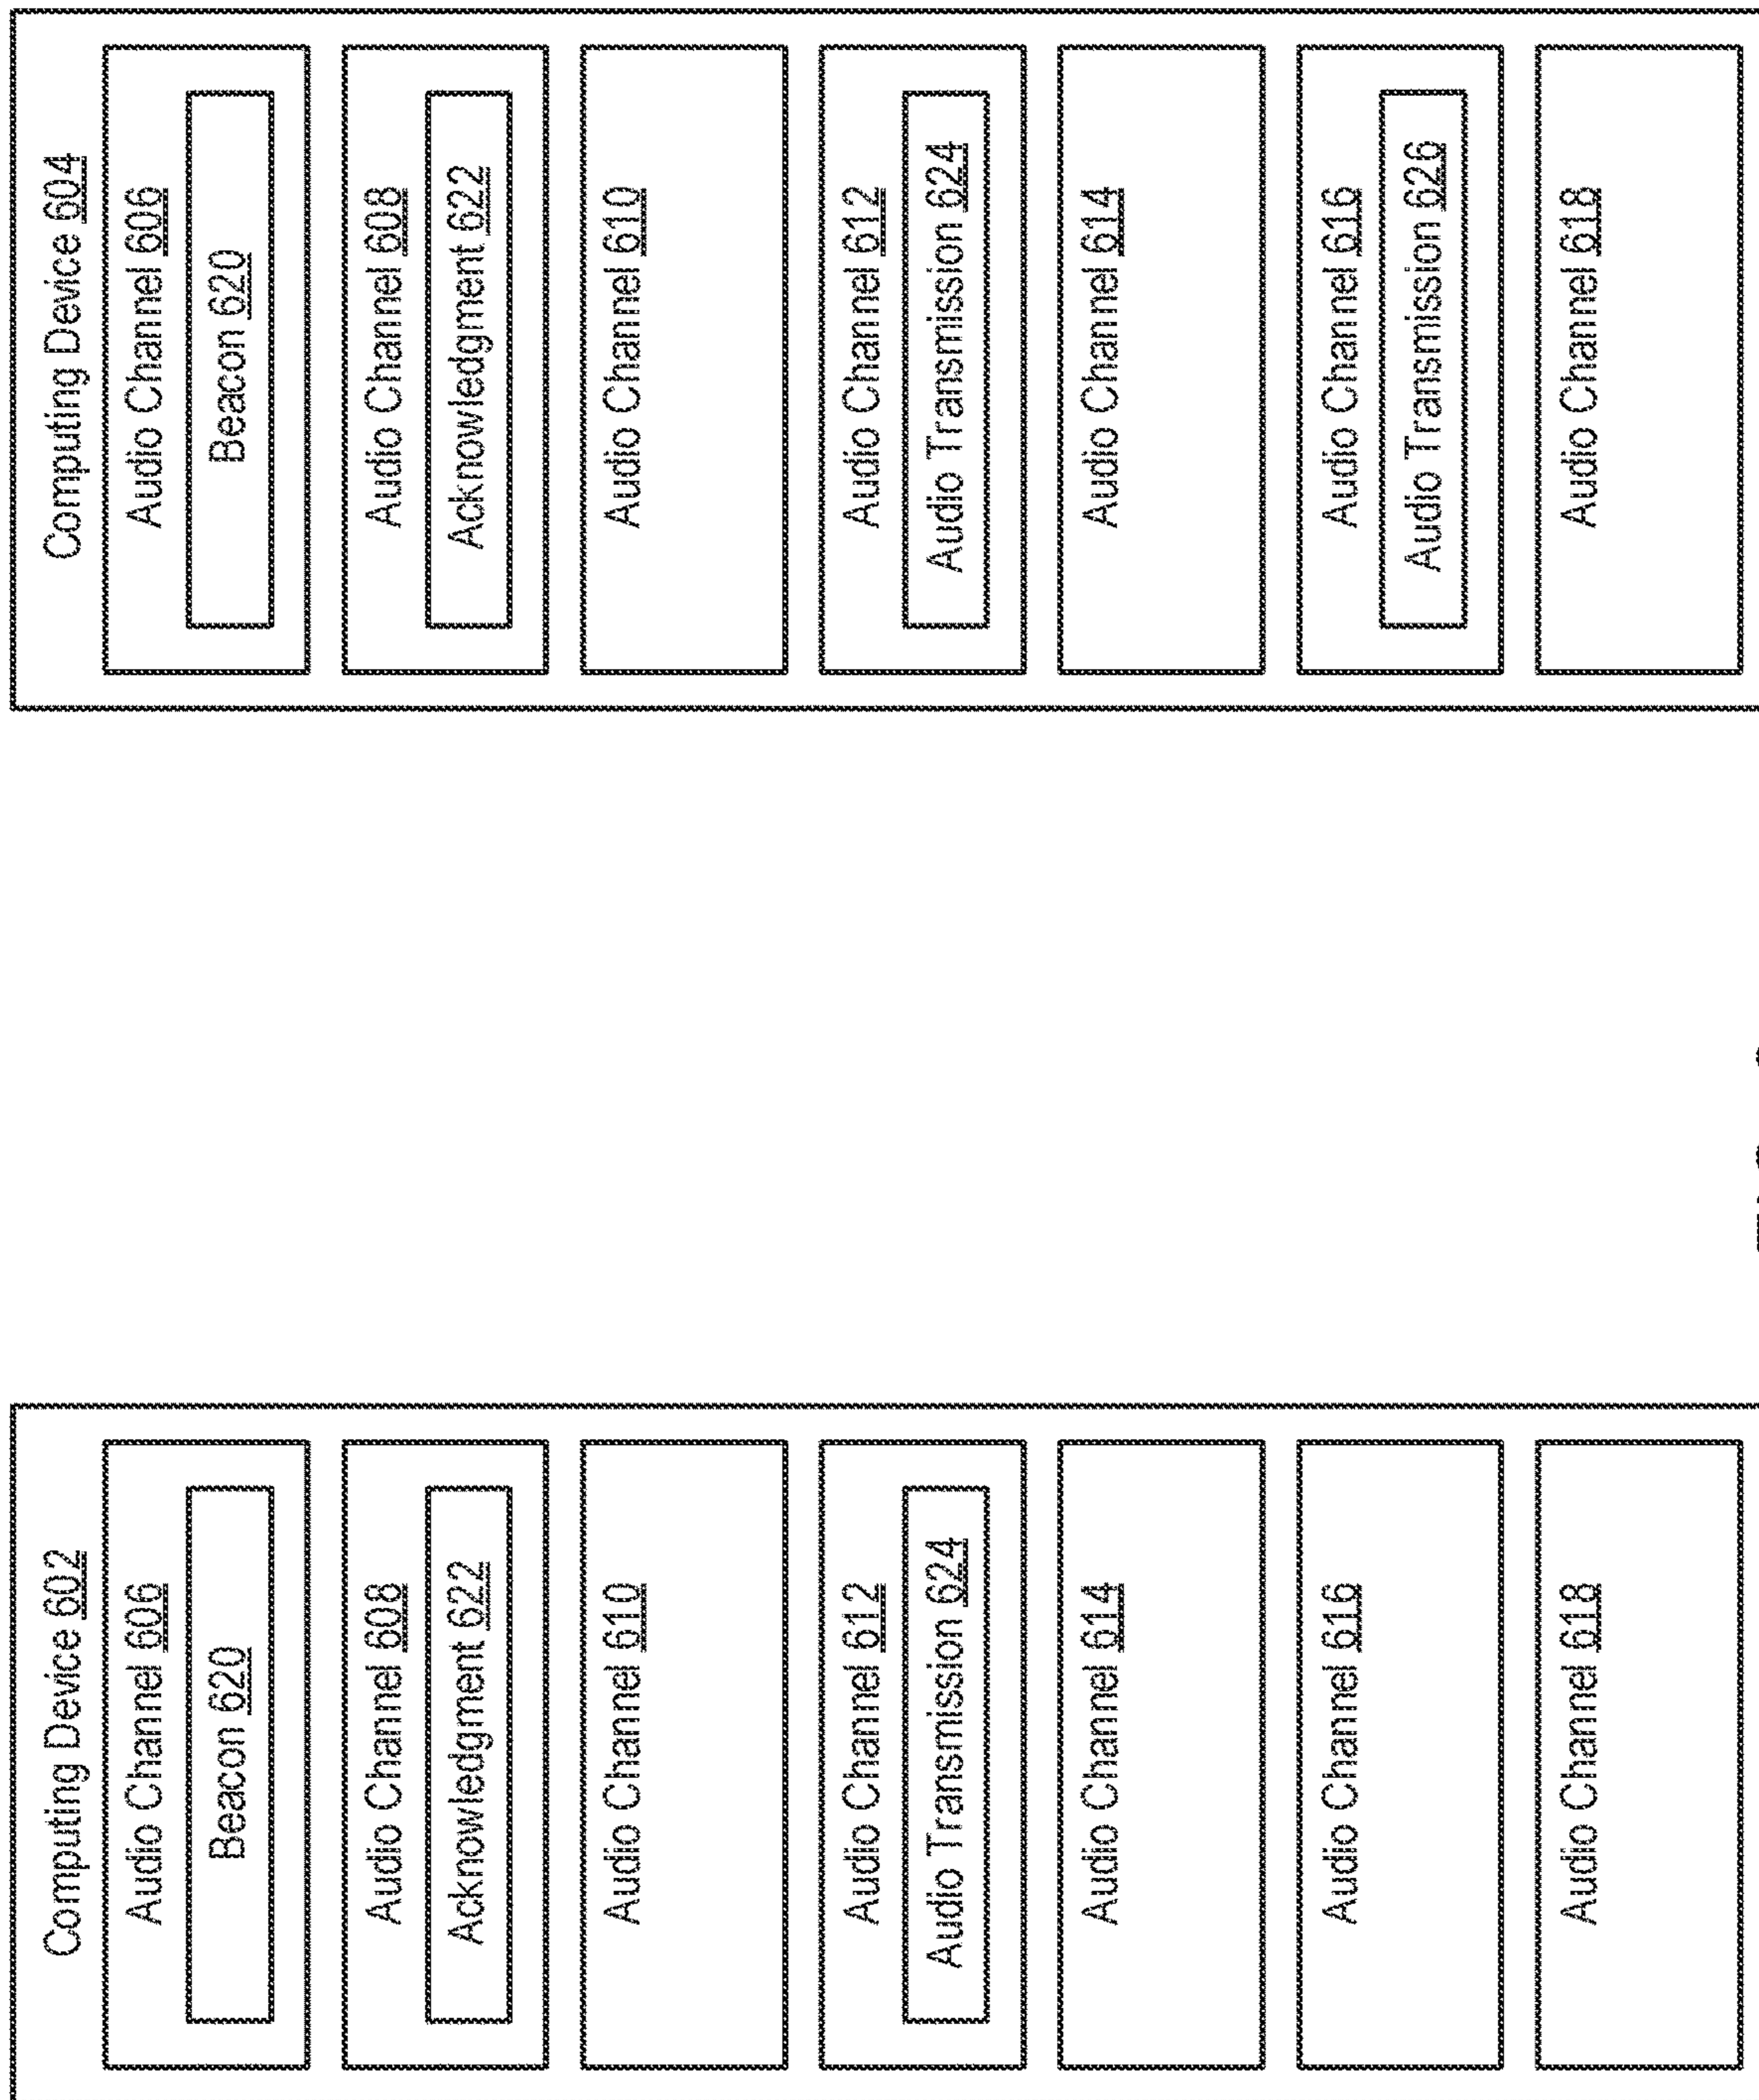 Computing Device 602
Audio Channel 606
Beacon 620
Audio Channel 608
Acknowledgment 622
Audio Channel 610
Audio Channel 612
Audio Transmission 624
Audio Channel 614
Audio Channel 616
Audio Channel 618
Computing Device 604
Audio Channel 606
Beacon 620
Audio Channel 608
Acknowledgment 622
Audio Channel 610
Audio Channel 612
Audio Transmission 624
Audio Channel 614
Audio Channel 616
Audio Transmission 626
Audio Channel 618